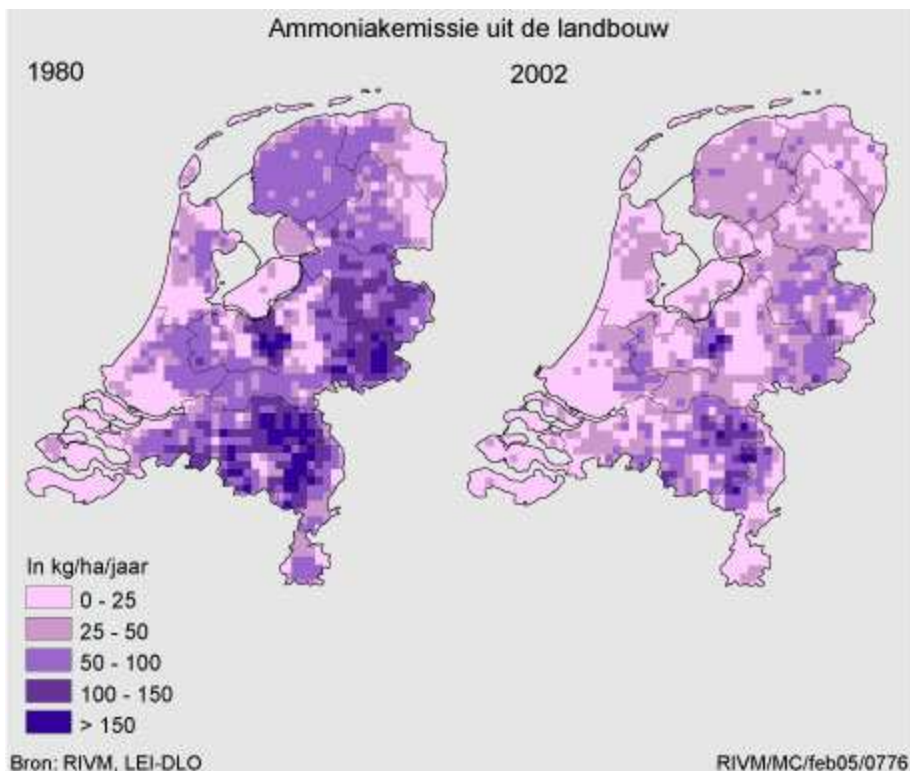 Ammoniakemissie uit de landbouw
1980
2002
In kg/ha/jaar
0 - 25
25 - 50
50 - 100
100 - 150
> 150
Bron: RIVM, LEI-DLO
RIVM/MC/feb05/0776